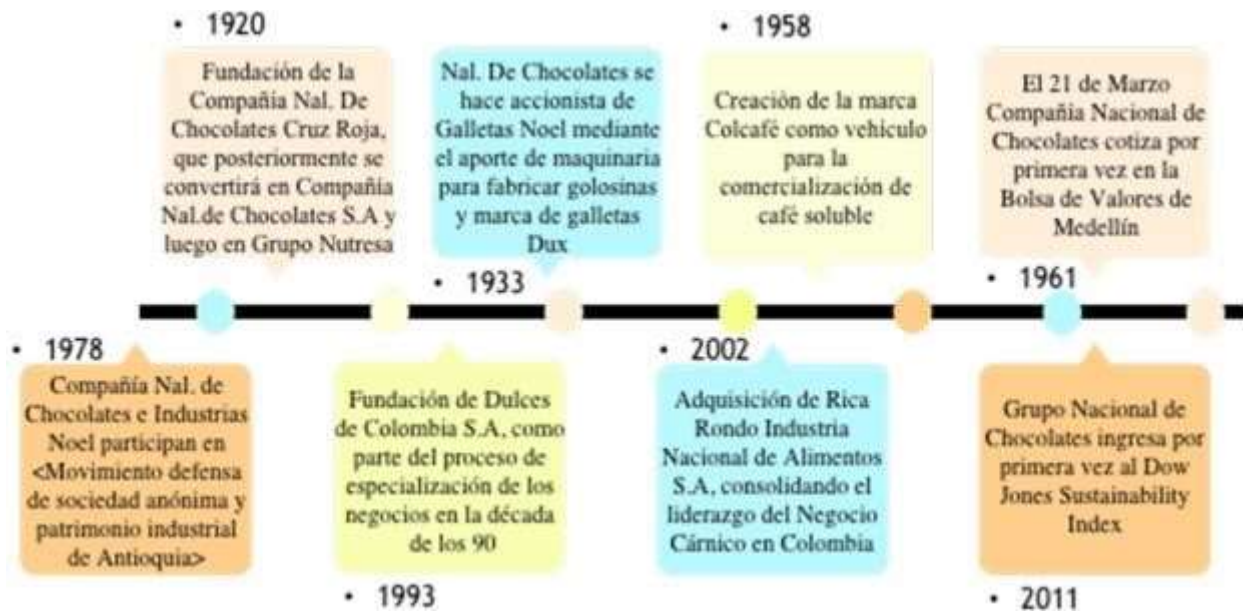 • 1920
Fundación de la
Compañia Nal. De
Chocolates Cruz Roja,
que posteriormente se
convertirá en Compañía
Nal.de Chocolates S.A y
luego en Grupo Nutresa
Nal. De Chocolates se
hace accionista de
Galletas Noel mediante
el aporte de maquinaria
para fabricar golosinas
y marca de galletas
Dux
• 1933
• 1958
Creación de la marca
Colcafé como vehículo
para la
comercialización de
café soluble
El 21 de Marzo
Compañía Nacional de
Chocolates cotiza por
primera vez en la
Bolsa de Valores de
Medellín
• 1961
• 1978
Compañía Nal. de
Chocolates e Industrias
Noel participan en
<Movimiento defensa
de sociedad anónima y
patrimonio industrial
de Antioquia>
Fundación de Dulces
de Colombia S.A, como
parte del proceso de
especialización de los
negocios en la década
de los 90
• 1993
• 2002
Adquisición de Rica
Rondo Industria
Nacional de Alimentos
S.A, consolidando el
liderazgo del Negocio
Cárnico en Colombia
Grupo Nacional de
Chocolates ingresa por
primera vez al Dow
Jones Sustainability
Index
• 2011